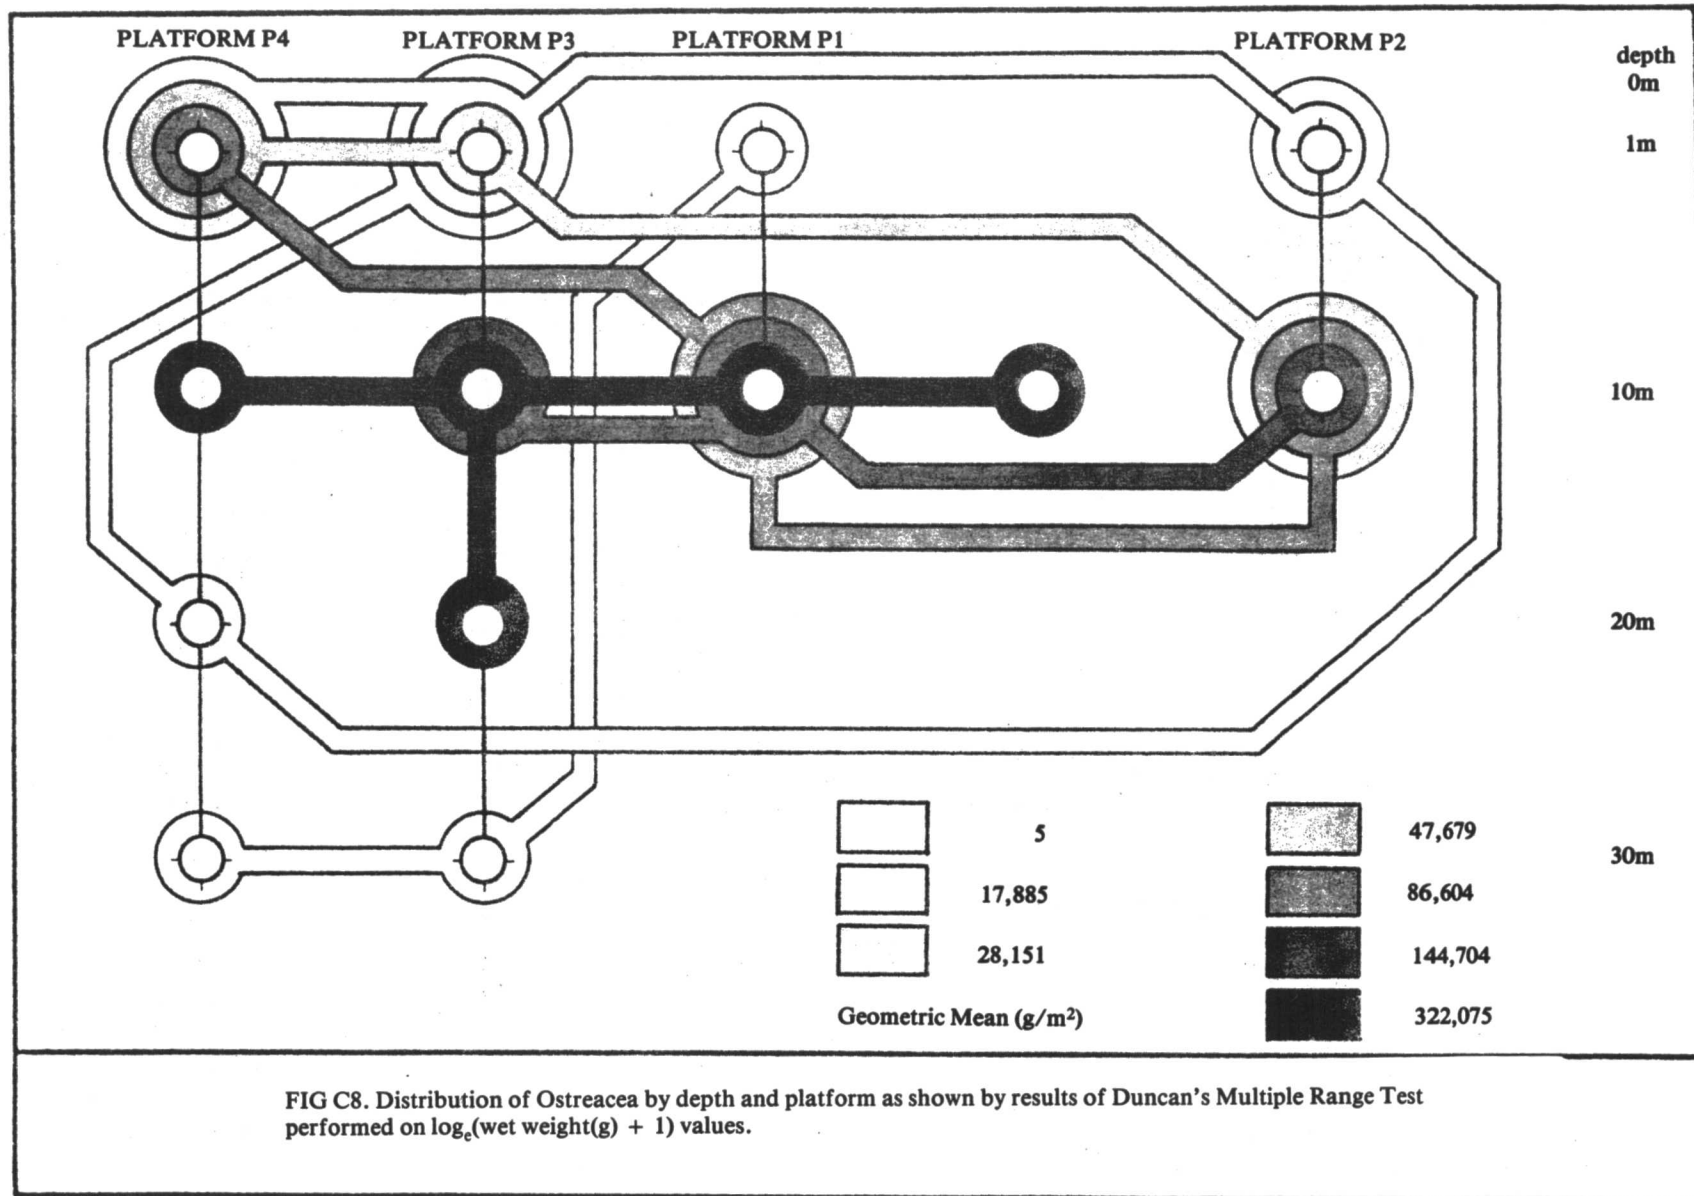 PLATFORM P4
PLATFORM P3
PLATFORM P1
PLATFORM P2
depth
0m
1m
10m
20m
30m
5
17,885
28,151
Geometric Mean (g/m²)
47,679
86,604
144,704
322,075
FIG C8. Distribution of Ostreacea by depth and platform as shown by results of Duncan's Multiple Range Test
performed on logₑ(wet weight(g) + 1) values.